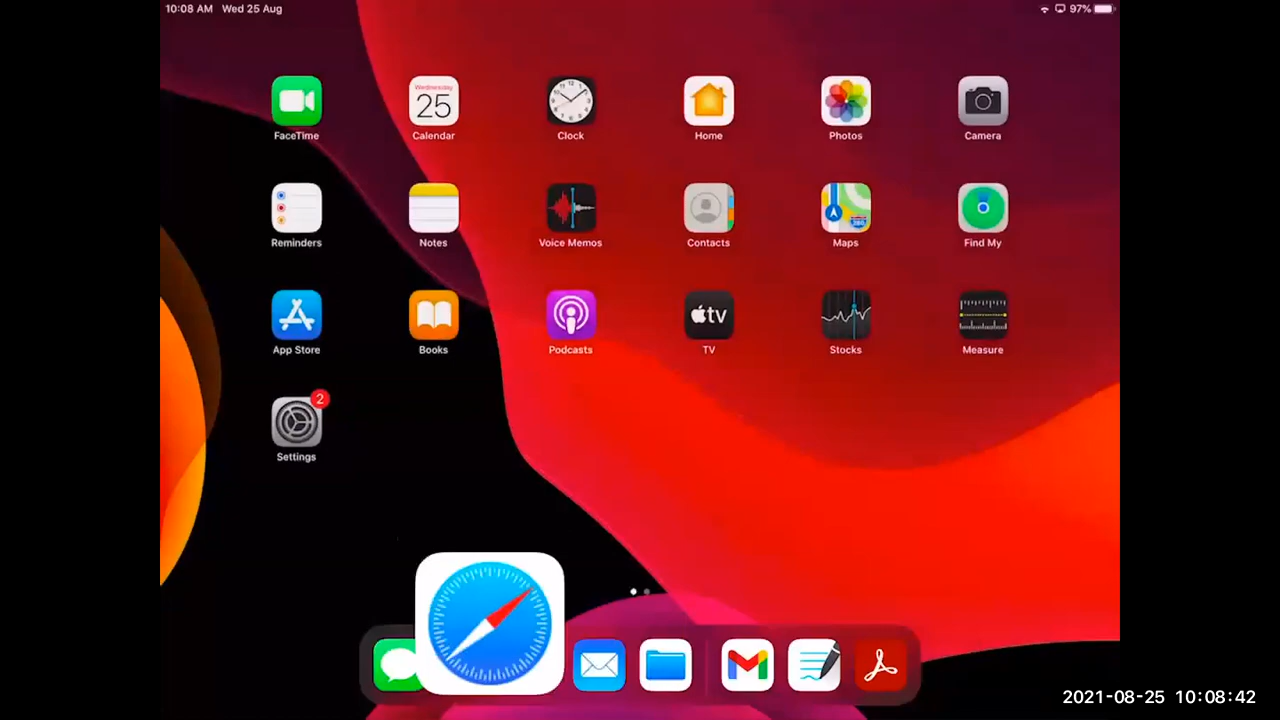 10:08 AM Wed 25 Aug 97%
Wednesday
25
FaceTime Calendar Clock Home Photos Camera
280
Reminders Notes Voice Memos Contacts Maps Find My
tv
App Store Books Podcasts TV Stocks Measure
2
Settings
2021-08-25 10:08:42